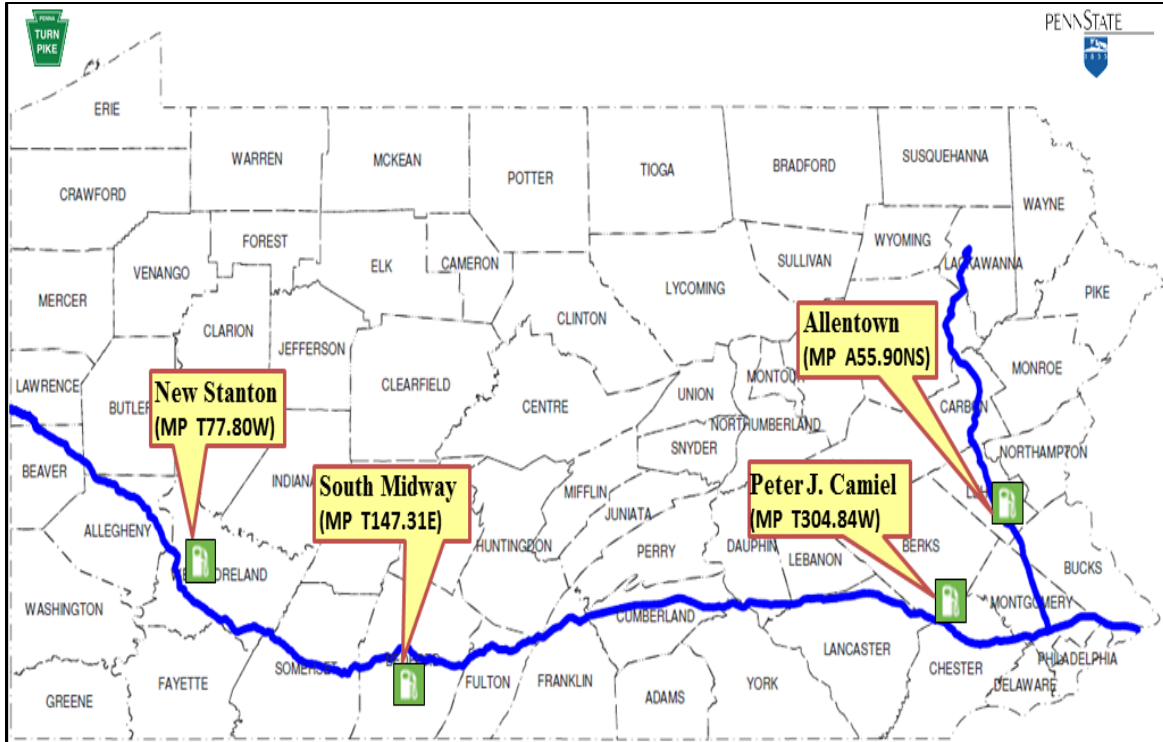 PENNA
TURN
PIKE
PENNSTATE
1855
ERIE
CRAWFORD
WARREN
MCKEAN
POTTER
TIOGA
BRADFORD
SUSQUEHANNA
WAYNE
FOREST
VENANGO
ELK
CAMERON
WYOMING
SULLIVAN
LACKAWANNA
MERCER
CLARION
LYCOMING
PIKE
JEFFERSON
CLINTON
Allentown
(MP A55.90NS)
MONROE
LAWRENCE
BUTLER
CLEARFIELD
CENTRE
UNION
MONTOUR
CARBON
New Stanton
(MP T77.80W)
NORTHUMBERLAND
SNYDER
NORTHAMPTON
BEAVER
INDIANA
South Midway
(MP T147.31E)
MIFFLIN
Peter J. Camiel
(MP T304.84W)
JUNIATA
ALLEGHENY
HUNTINGDON
PERRY
DAUPHIN
LEBANON
BERKS
BUCKS
WASHINGTON
CUMBERLAND
MONTGOMERY
SOMERSET
LANCASTER
PHILADELPHIA
CHESTER
DELAWARE
GREENE
FAYETTE
FULTON
FRANKLIN
ADAMS
YORK